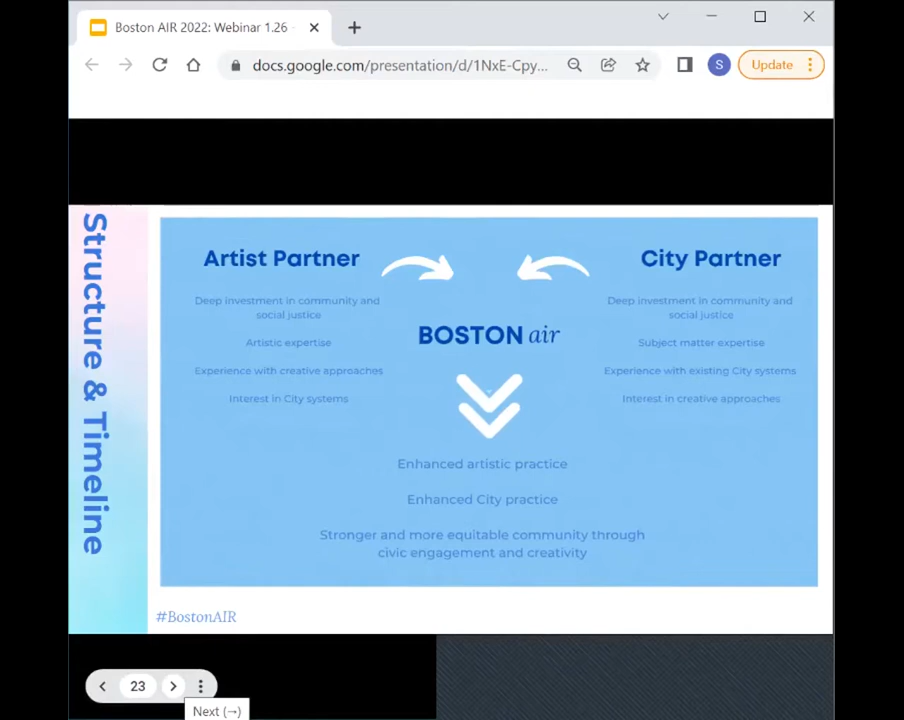 Boston AIR 2022: Webinar 1.26
docs.google.com/presentation/d/1NxE-Cpy...
S
Update
Structure & Timeline
Artist Partner
Deep investment in community and
social justice
Artistic expertise
Experience with creative approaches
Interest in City systems
City Partner
Deep investment in community and
social justice
Subject matter expertise
Experience with existing City systems
Interest in creative approaches
BOSTON air
Enhanced artistic practice
Enhanced City practice
Stronger and more equitable community through
civic engagement and creativity
#BostonAIR
23
Next (→)